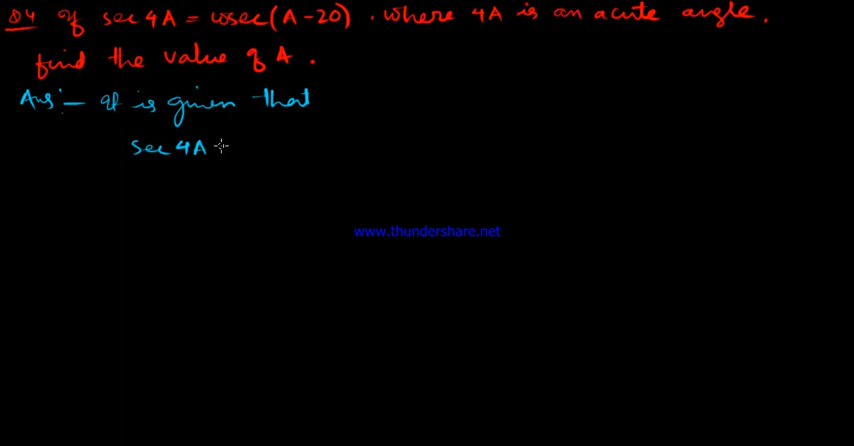 Q4 If sec 4A = cosec(A-20). where 4A is an acute angle.
find the value of A.
Ans:- It is given that
Sec 4A
www.thundershare.net